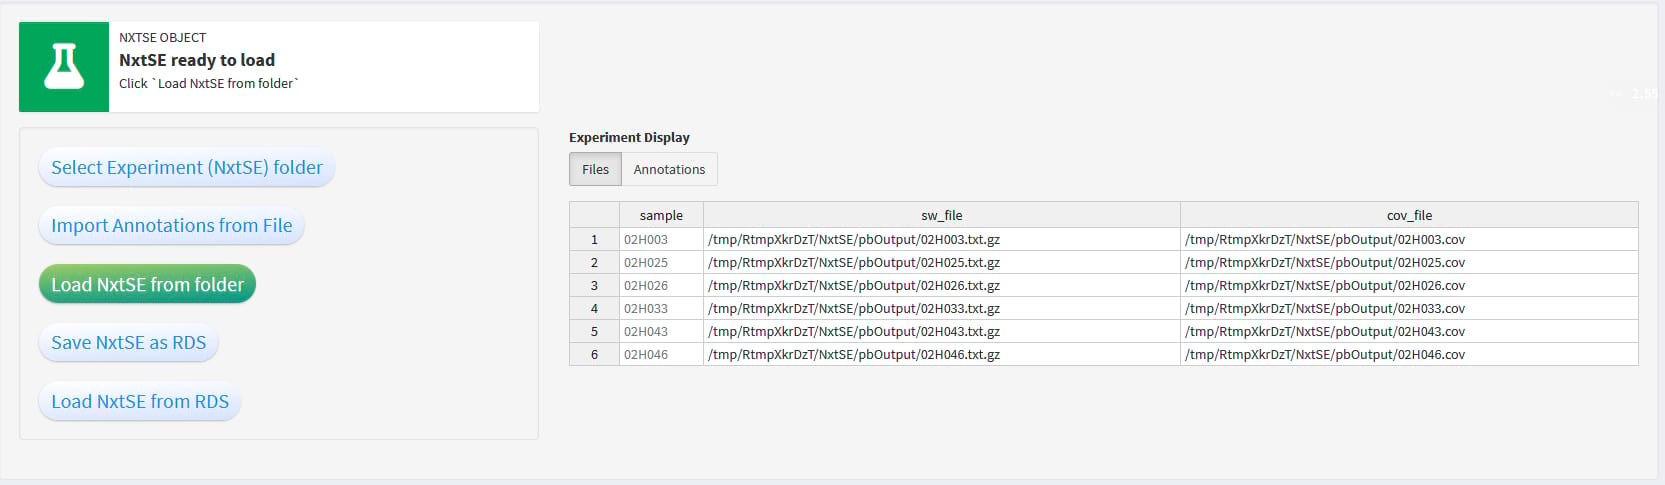 NXTSE OBJECT
NxtSE ready to load
Click `Load NxtSE from folder`
Select Experiment (NxtSE) folder
Import Annotations from File
Load NxtSE from folder
Save NxtSE as RDS
Load NxtSE from RDS
Experiment Display
Files Annotations
sample sw_file cov_file
1 02H003 /tmp/RtmpXkrDzT/NxtSE/pbOutput/02H003.txt.gz /tmp/RtmpXkrDzT/NxtSE/pbOutput/02H003.cov
2 02H025 /tmp/RtmpXkrDzT/NxtSE/pbOutput/02H025.txt.gz /tmp/RtmpXkrDzT/NxtSE/pbOutput/02H025.cov
3 02H026 /tmp/RtmpXkrDzT/NxtSE/pbOutput/02H026.txt.gz /tmp/RtmpXkrDzT/NxtSE/pbOutput/02H026.cov
4 02H033 /tmp/RtmpXkrDzT/NxtSE/pbOutput/02H033.txt.gz /tmp/RtmpXkrDzT/NxtSE/pbOutput/02H033.cov
5 02H043 /tmp/RtmpXkrDzT/NxtSE/pbOutput/02H043.txt.gz /tmp/RtmpXkrDzT/NxtSE/pbOutput/02H043.cov
6 02H046 /tmp/RtmpXkrDzT/NxtSE/pbOutput/02H046.txt.gz /tmp/RtmpXkrDzT/NxtSE/pbOutput/02H046.cov